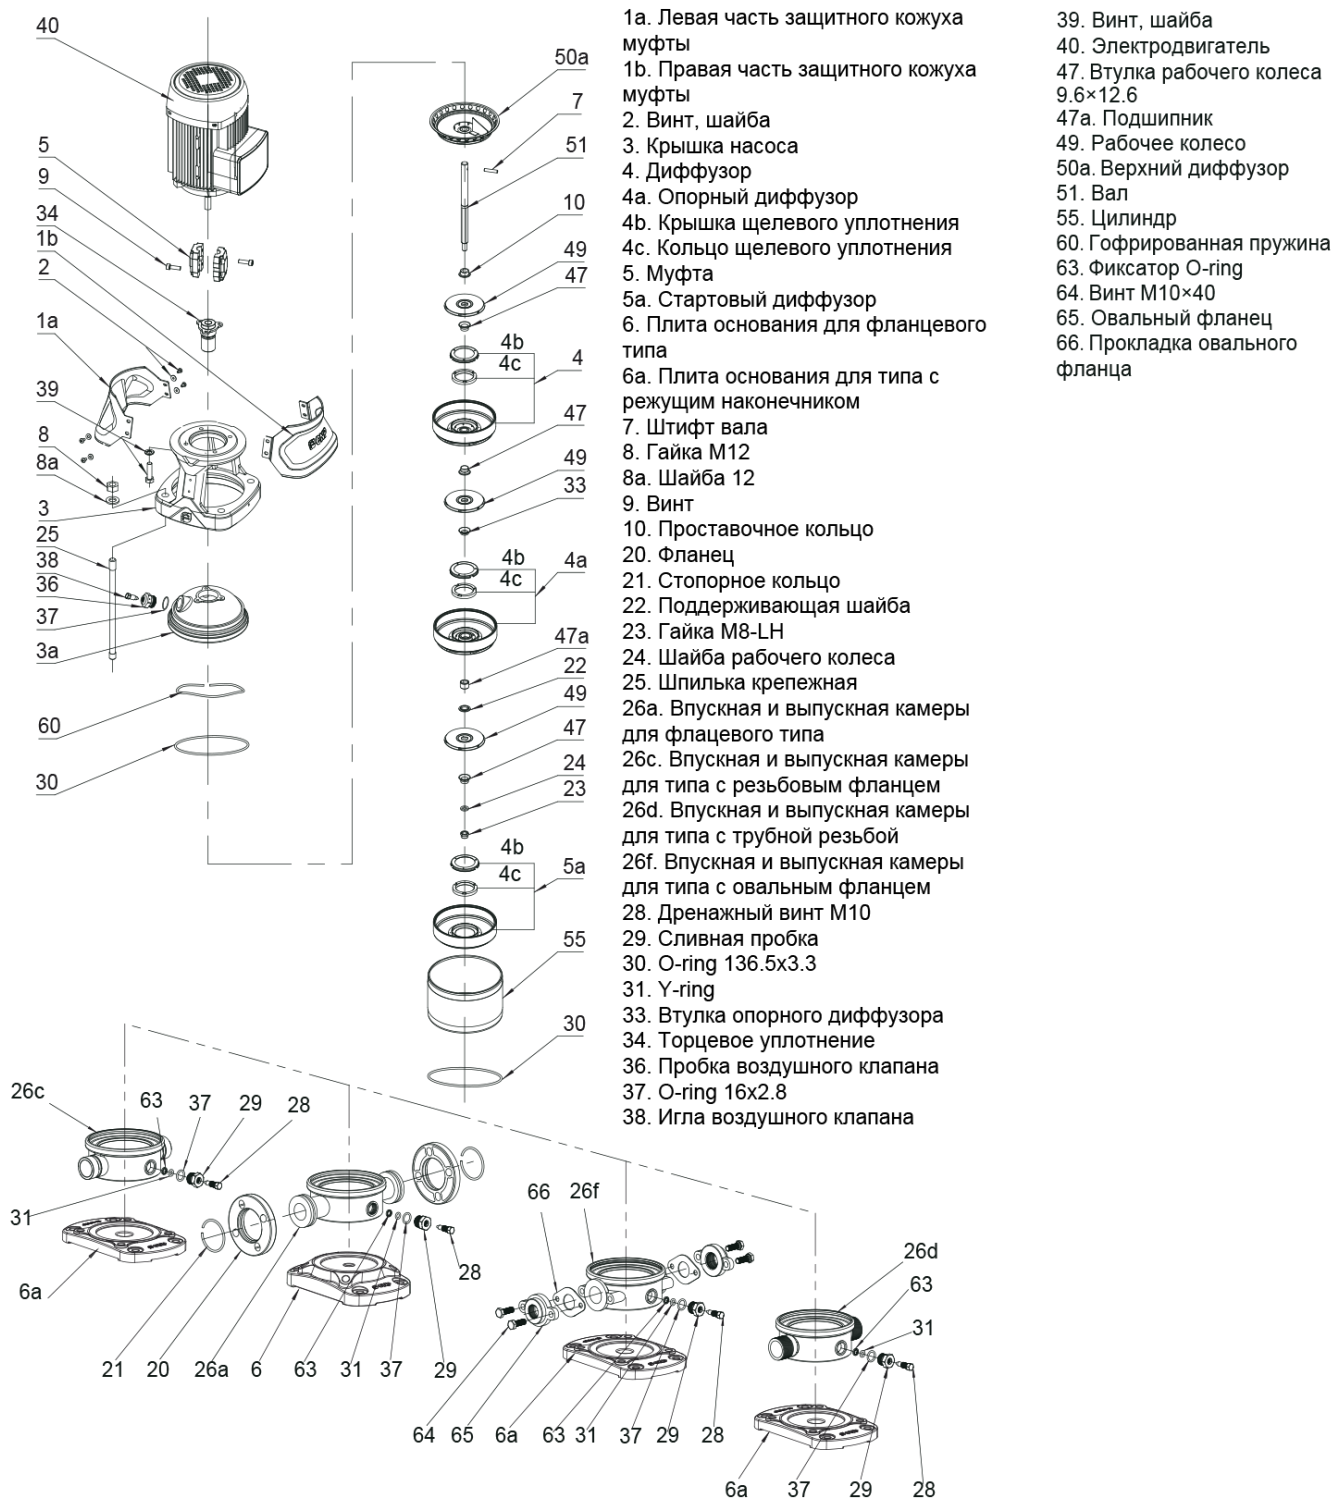 40
5
9
34
1b
2
1a
39
8
8a
3
25
38
36
37
3a
60
30
50a
7
51
10
49
47
4b
4c
4
47
49
33
4b
4c
4a
47a
22
49
47
24
23
4b
4c
5a
55
30
26c
63
37
29
28
31
6a
21
20
26a
6
63
31
37
29
28
66
26f
64
65
6a
63
31
37
29
28
26d
63
31
6a
37
29
28
1a. Левая часть защитного кожуха
муфты
1b. Правая часть защитного кожуха
муфты
2. Винт, шайба
3. Крышка насоса
4. Диффузор
4a. Опорный диффузор
4b. Крышка щелевого уплотнения
4c. Кольцо щелевого уплотнения
5. Муфта
5a. Стартовый диффузор
6. Плита основания для фланцевого
типа
6a. Плита основания для типа с
режущим наконечником
7. Штифт вала
8. Гайка M12
8a. Шайба 12
9. Винт
10. Проставочное кольцо
20. Фланец
21. Стопорное кольцо
22. Поддерживающая шайба
23. Гайка M8-LH
24. Шайба рабочего колеса
25. Шпилька крепежная
26a. Впускная и выпускная камеры
для флацевого типа
26c. Впускная и выпускная камеры
для типа с резьбовым фланцем
26d. Впускная и выпускная камеры
для типа с трубной резьбой
26f. Впускная и выпускная камеры
для типа с овальным фланцем
28. Дренажный винт M10
29. Сливная пробка
30. O-ring 136.5x3.3
31. Y-ring
33. Втулка опорного диффузора
34. Торцевое уплотнение
36. Пробка воздушного клапана
37. O-ring 16x2.8
38. Игла воздушного клапана
39. Винт, шайба
40. Электродвигатель
47. Втулка рабочего колеса
9.6×12.6
47a. Подшипник
49. Рабочее колесо
50a. Верхний диффузор
51. Вал
55. Цилиндр
60. Гофрированная пружина
63. Фиксатор O-ring
64. Винт M10×40
65. Овальный фланец
66. Прокладка овального
фланца